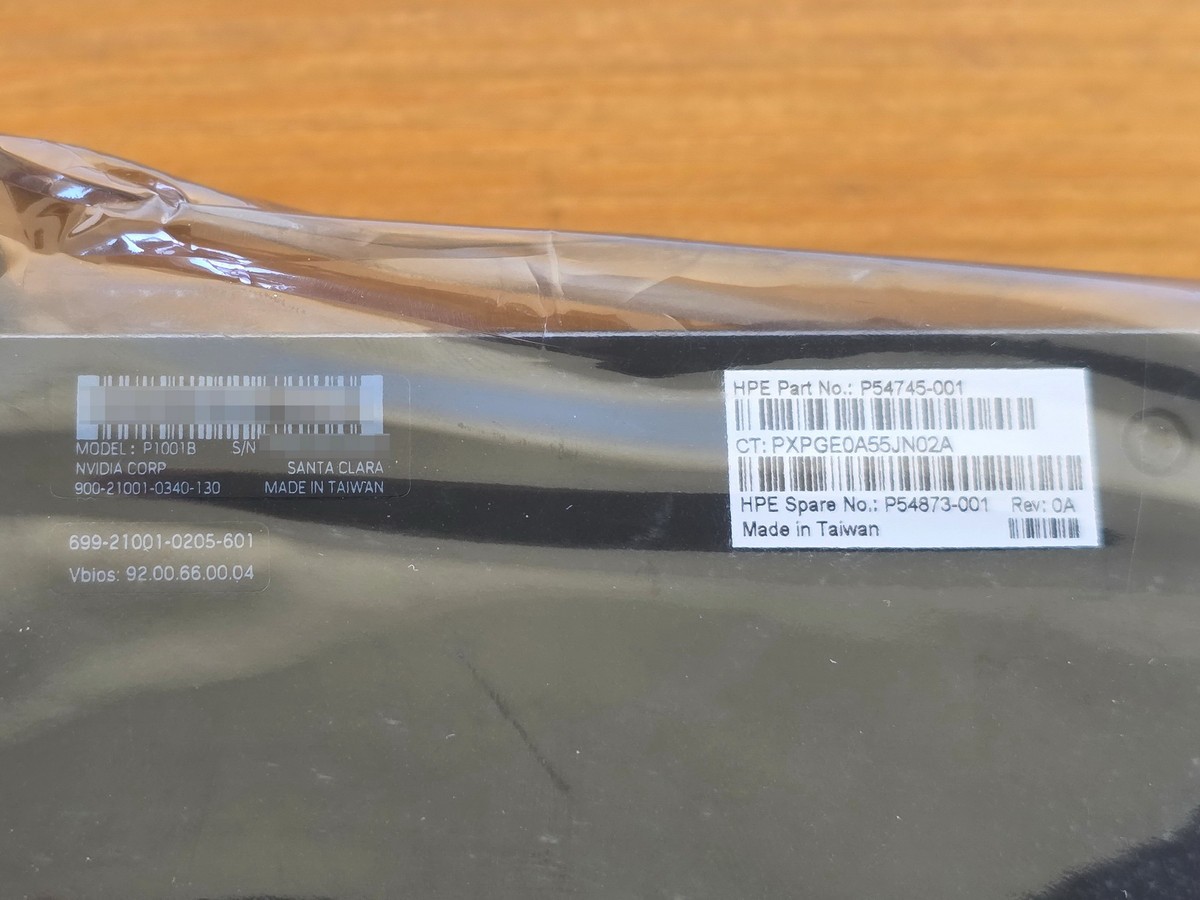 MODEL: P1001B S/N
NVIDIA CORP SANTA CLARA
900-21001-0340-130 MADE IN TAIWAN
699-21001-0205-601
Vbios: 92.00.66.00.04
HPE Part No.: P54745-001
CT: PXPGE0A55JN02A
HPE Spare No.: P54873-001 Rev: 0A
Made in Taiwan